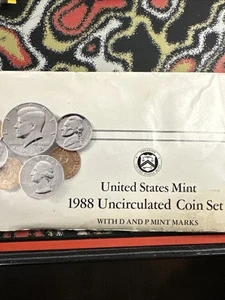 United States Mint
1988 Uncirculated Coin Set
WITH D AND P MINT MARKS